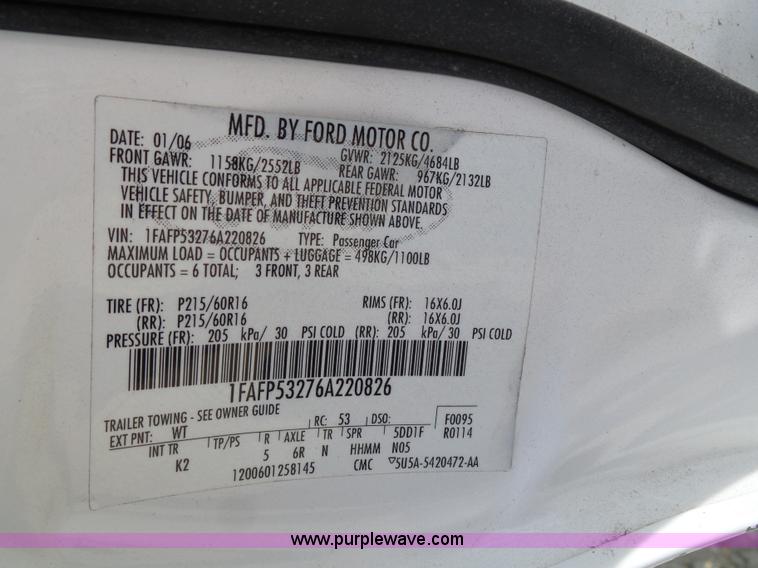 MFD. BY FORD MOTOR CO.
DATE: 01/06 GVWR: 2125KG/4684LB
FRONT GAWR: 1158KG/2552LB REAR GAWR: 967KG/2132LB
THIS VEHICLE CONFORMS TO ALL APPLICABLE FEDERAL MOTOR
VEHICLE SAFETY, BUMPER, AND THEFT PREVENTION STANDARDS
IN EFFECT ON THE DATE OF MANUFACTURE SHOWN ABOVE.
VIN: 1FAFP53276A220826 TYPE: Passenger Car
MAXIMUM LOAD = OCCUPANTS + LUGGAGE = 498KG/1100LB
OCCUPANTS = 6 TOTAL; 3 FRONT, 3 REAR
TIRE (FR): P215/60R16 RIMS (FR): 16X6.0J
(RR): P215/60R16 (RR): 16X6.0J
PRESSURE (FR): 205 kPa/ 30 PSI COLD (RR): 205 kPa/ 30 PSI COLD
1FAFP53276A220826
TRAILER TOWING - SEE OWNER GUIDE
EXT PNT: WT RC: 53 DSO: F0095
INT TR TP/PS R AXLE TR SPR 5DD1F R0114
K2 5 6R N HHMM N05
1200601258145 CMC ▽5U5A-5420472-AA
www.purplewave.com